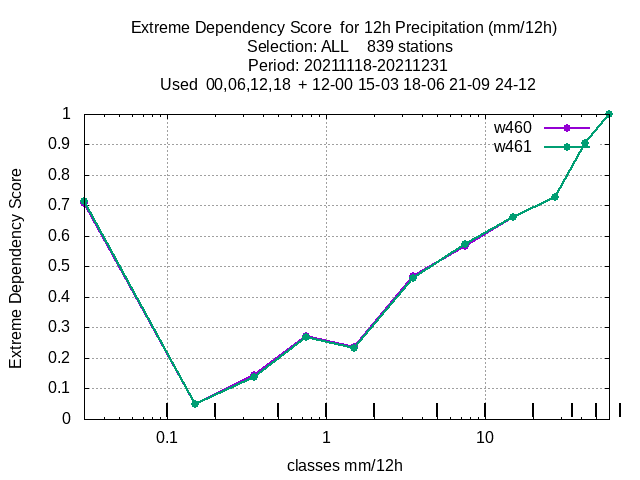 Extreme Dependency Score  for 12h Precipitation (mm/12h)
Selection: ALL    839 stations
Period: 20211118-20211231
Used  00,06,12,18  + 12-00 15-03 18-06 21-09 24-12
1
0.9
0.8
0.7
0.6
0.5
0.4
0.3
0.2
0.1
0
Extreme Dependency Score
w460
w461
0.1
1
10
classes mm/12h